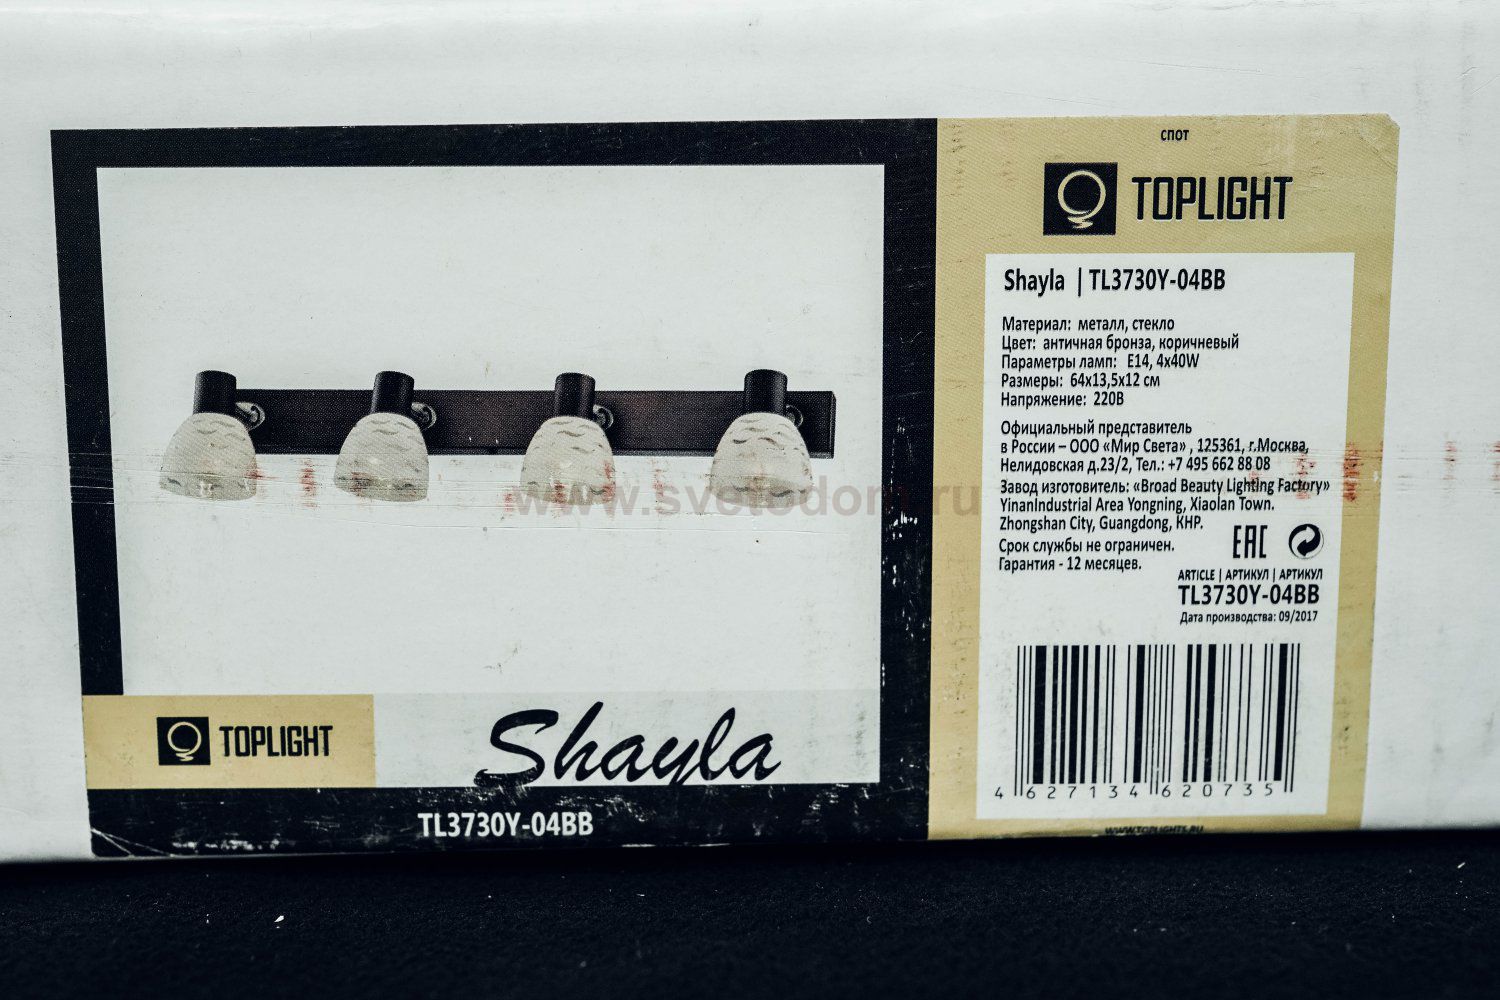 TOPLIGHT
Shayla
TL3730Y-04BB
www.svetodom.ru
СПОТ
TOPLIGHT
Shayla | TL3730Y-04BB
Материал: металл, стекло
Цвет: античная бронза, коричневый
Параметры ламп: E14, 4x40W
Размеры: 64x13,5x12 см
Напряжение: 220В
Официальный представитель
в России – ООО «Мир Света» , 125361, г.Москва,
Нелидовская д.23/2, Тел.: +7 495 662 88 08
Завод изготовитель: «Broad Beauty Lighting Factory»
YinanIndustrial Area Yongning, Xiaolan Town.
Zhongshan City, Guangdong, КНР.
Срок службы не ограничен.
Гарантия - 12 месяцев.
EAC
ARTICLE | АРТИКУЛ | АРТИКУЛ
TL3730Y-04BB
Дата производства: 09/2017
4 627134 620735
WWW.TOPLIGHTS.RU